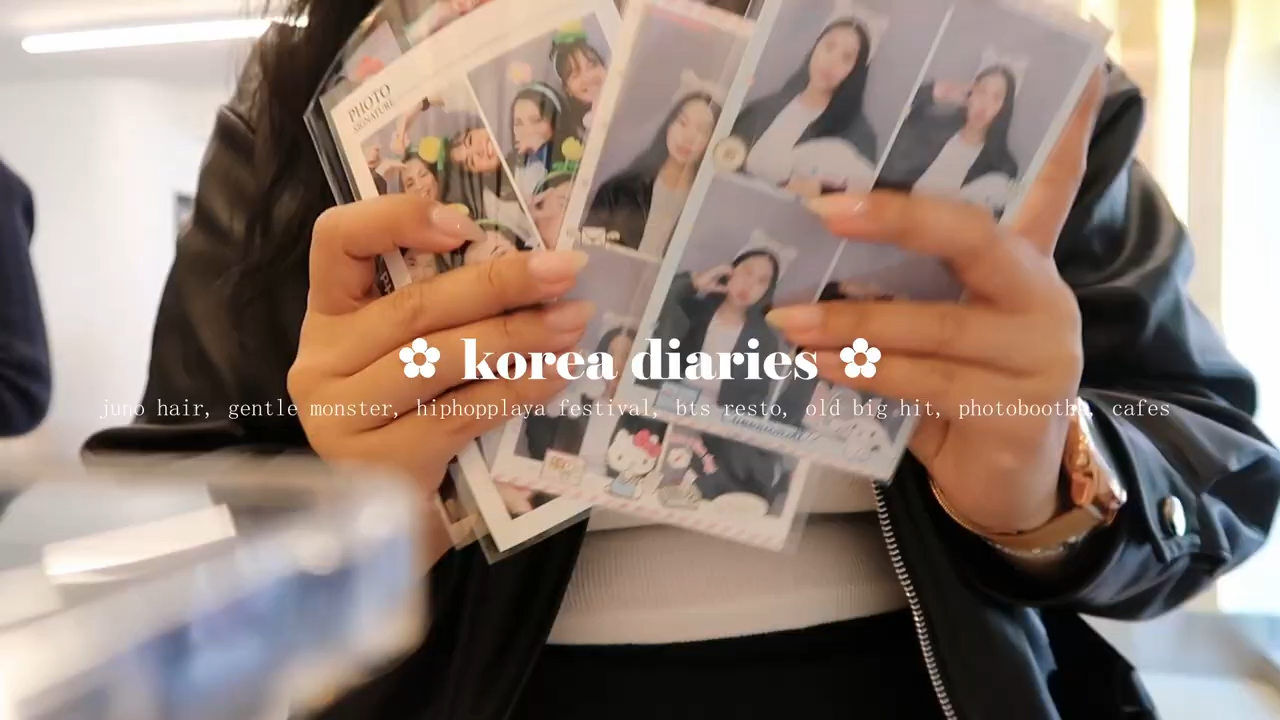 PHOTO
SIGNATURE
✿ korea diaries ✿
juno hair, gentle monster, hiphopplaya festival, bts resto, old big hit, photobooths, cafes